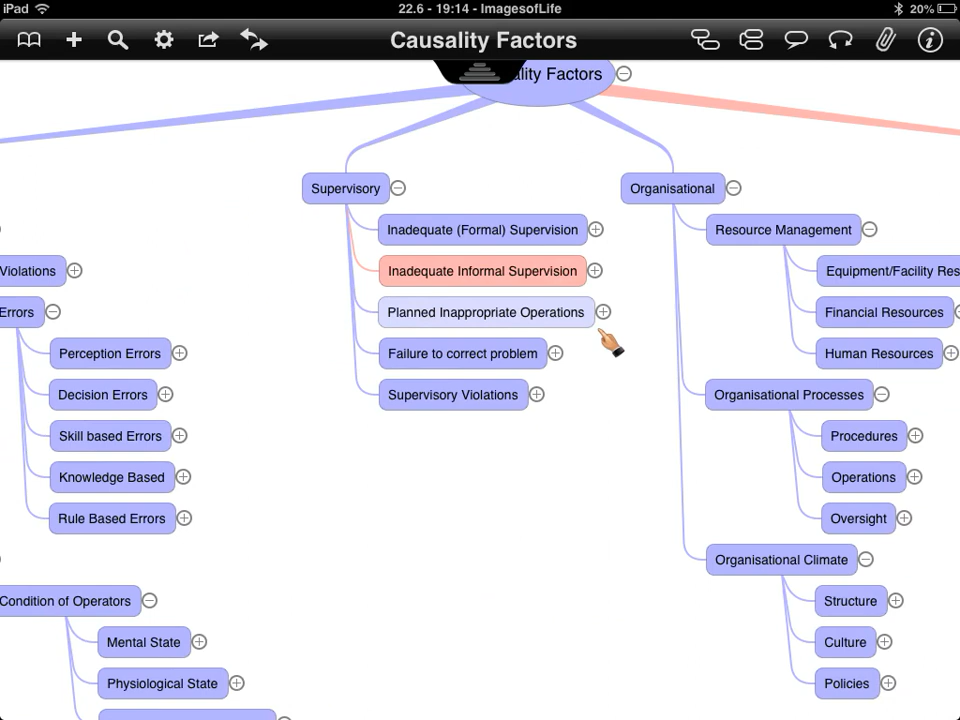 iPad
22.6 - 19:14 - ImagesofLife
20%
Causality Factors
ality Factors
Supervisory
Inadequate (Formal) Supervision
Inadequate Informal Supervision
Planned Inappropriate Operations
Failure to correct problem
Supervisory Violations
Organisational
Resource Management
Equipment/Facility Res
Financial Resources
Human Resources
Organisational Processes
Procedures
Operations
Oversight
Organisational Climate
Structure
Culture
Policies
Violations
Errors
Perception Errors
Decision Errors
Skill based Errors
Knowledge Based
Rule Based Errors
Condition of Operators
Mental State
Physiological State